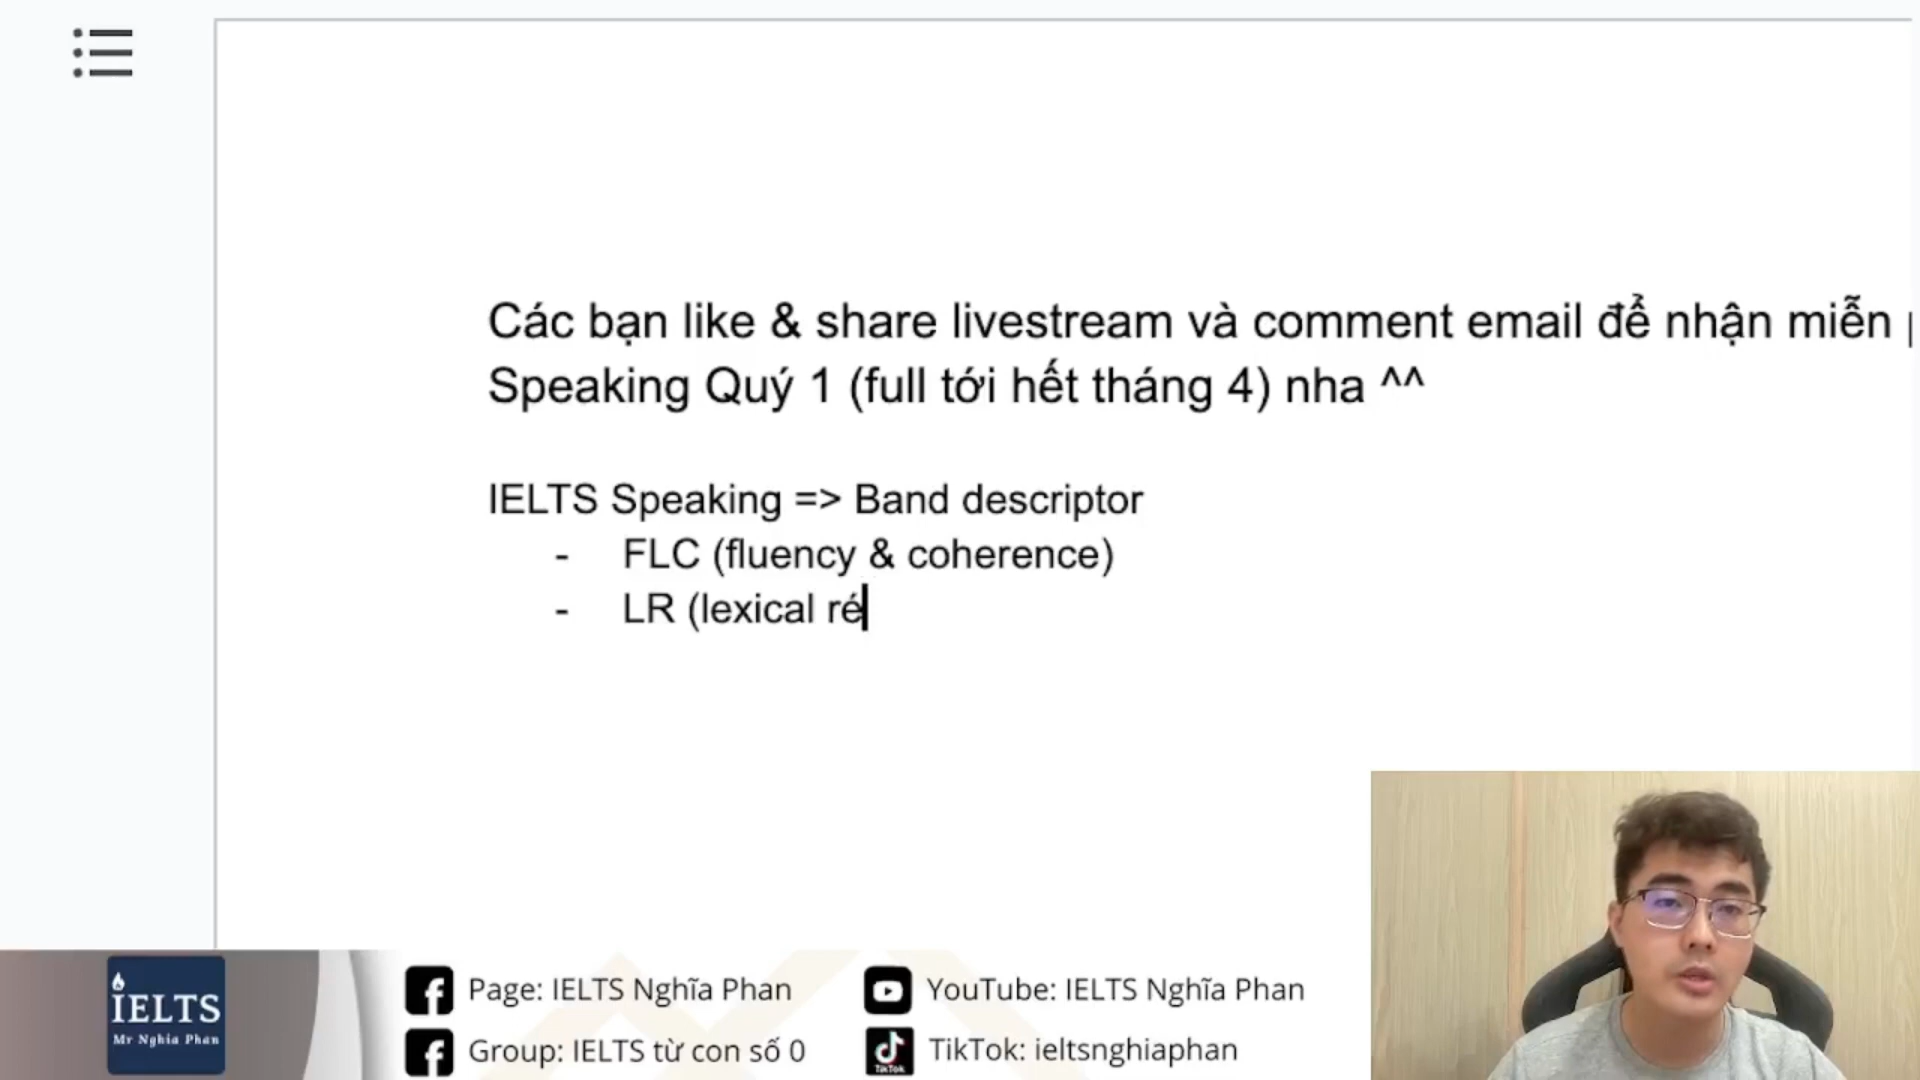 Các bạn like & share livestream và comment email để nhận miễn
Speaking Quý 1 (full tới hết tháng 4) nha ^^
IELTS Speaking => Band descriptor
- FLC (fluency & coherence)
- LR (lexical ré
IELTS
Mr Nghia Phan
Page: IELTS Nghĩa Phan
Group: IELTS từ con số 0
YouTube: IELTS Nghĩa Phan
TikTok
TikTok: ieltsnghiaphan